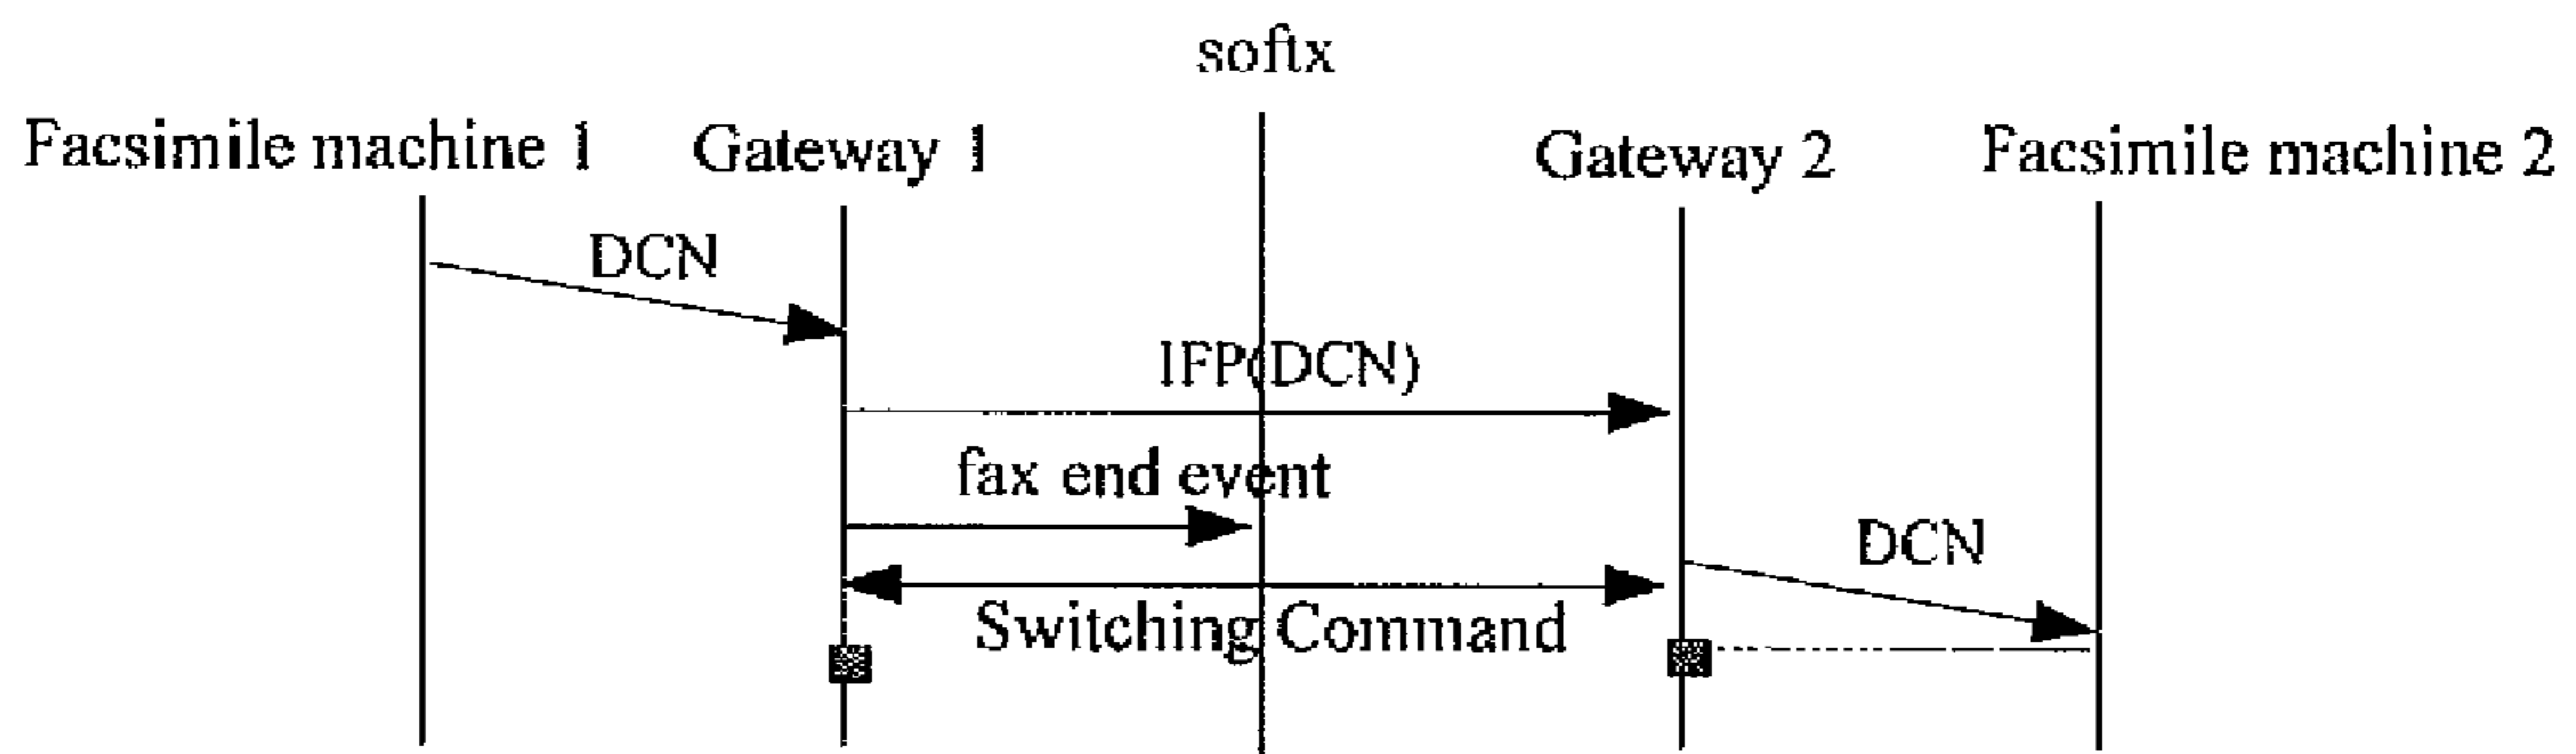 softx
Facsimile machine 1
Gateway 1
Gateway 2
Facsimile machine 2
DCN
IFP(DCN)
fax end event
DCN
Switching Command